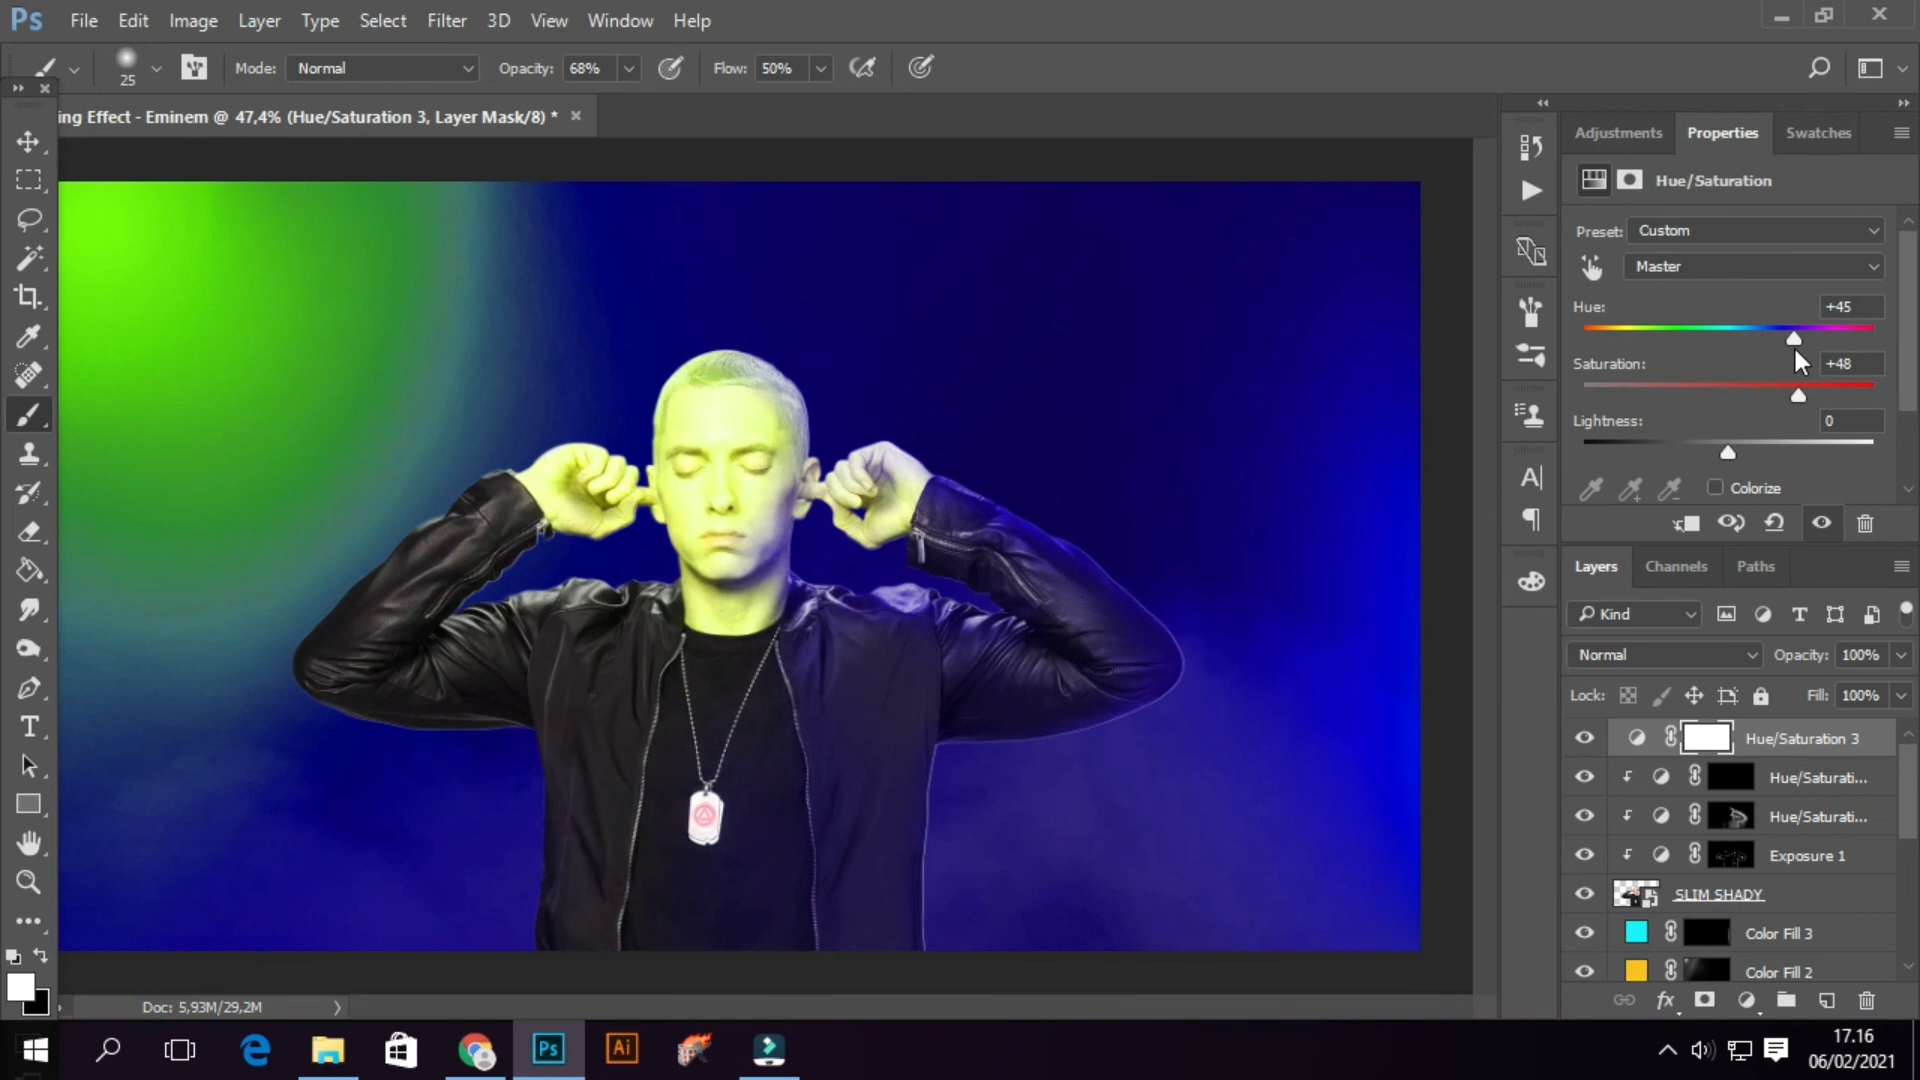 Ps File Edit Image Layer Type Select Filter 3D View Window Help
25 Mode: Normal Opacity: 68% Flow: 50%
ing Effect - Eminem @ 47,4% (Hue/Saturation 3, Layer Mask/8) *
Adjustments Properties Swatches
Hue/Saturation
Preset: Custom
Master
Hue: +45
Saturation: +48
Lightness: 0
Colorize
Layers Channels Paths
Kind
Normal Opacity: 100%
Lock: Fill: 100%
Hue/Saturation 3
Hue/Saturati...
Hue/Saturati...
Exposure 1
SLIM SHADY
Color Fill 3
Color Fill 2
Doc: 5,93M/29,2M
Ps Ai
17.16
06/02/2021